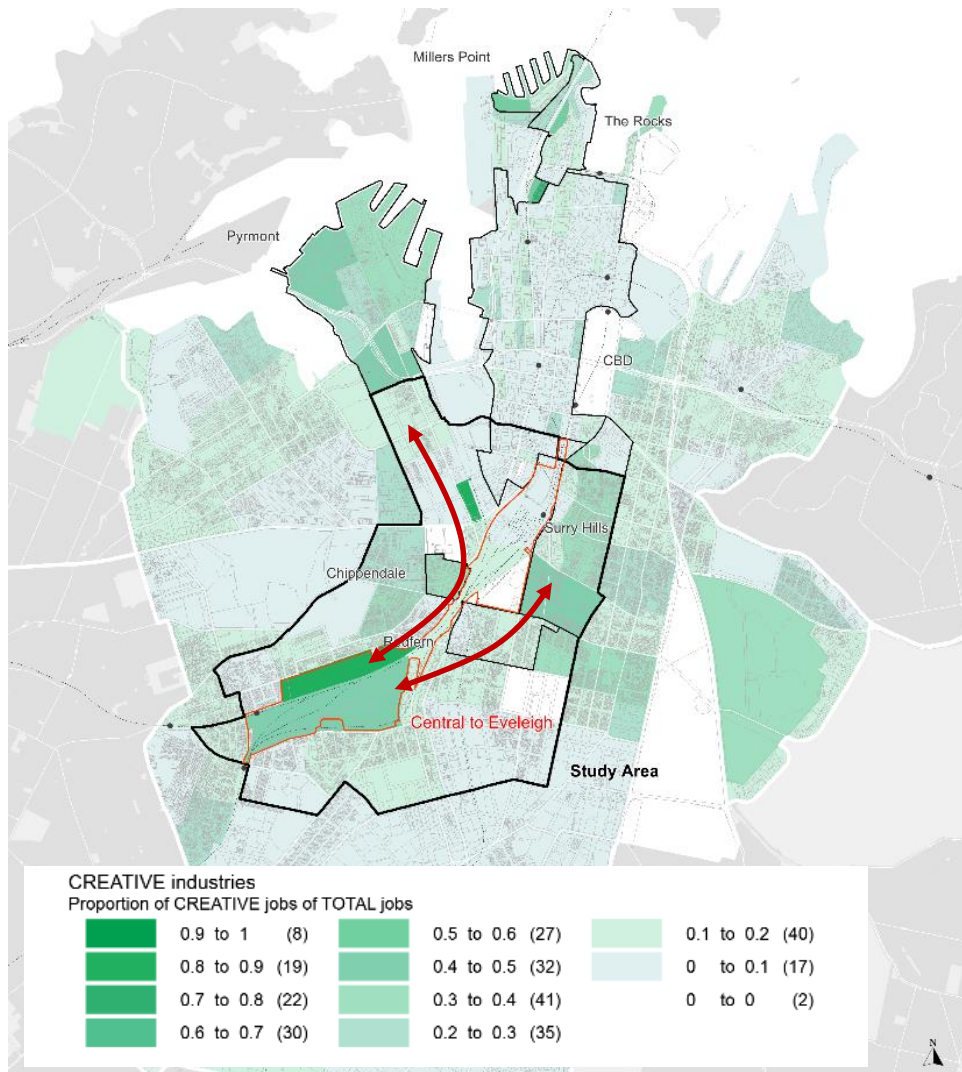 Millers Point
The Rocks
Pyrmont
CBD
Surry Hills
Chippendale
Redfern
Central to Eveleigh
Study Area
CREATIVE industries
Proportion of CREATIVE jobs of TOTAL jobs
0.9 to 1 (8)
0.8 to 0.9 (19)
0.7 to 0.8 (22)
0.6 to 0.7 (30)
0.5 to 0.6 (27)
0.4 to 0.5 (32)
0.3 to 0.4 (41)
0.2 to 0.3 (35)
0.1 to 0.2 (40)
0 to 0.1 (17)
0 to 0 (2)
N